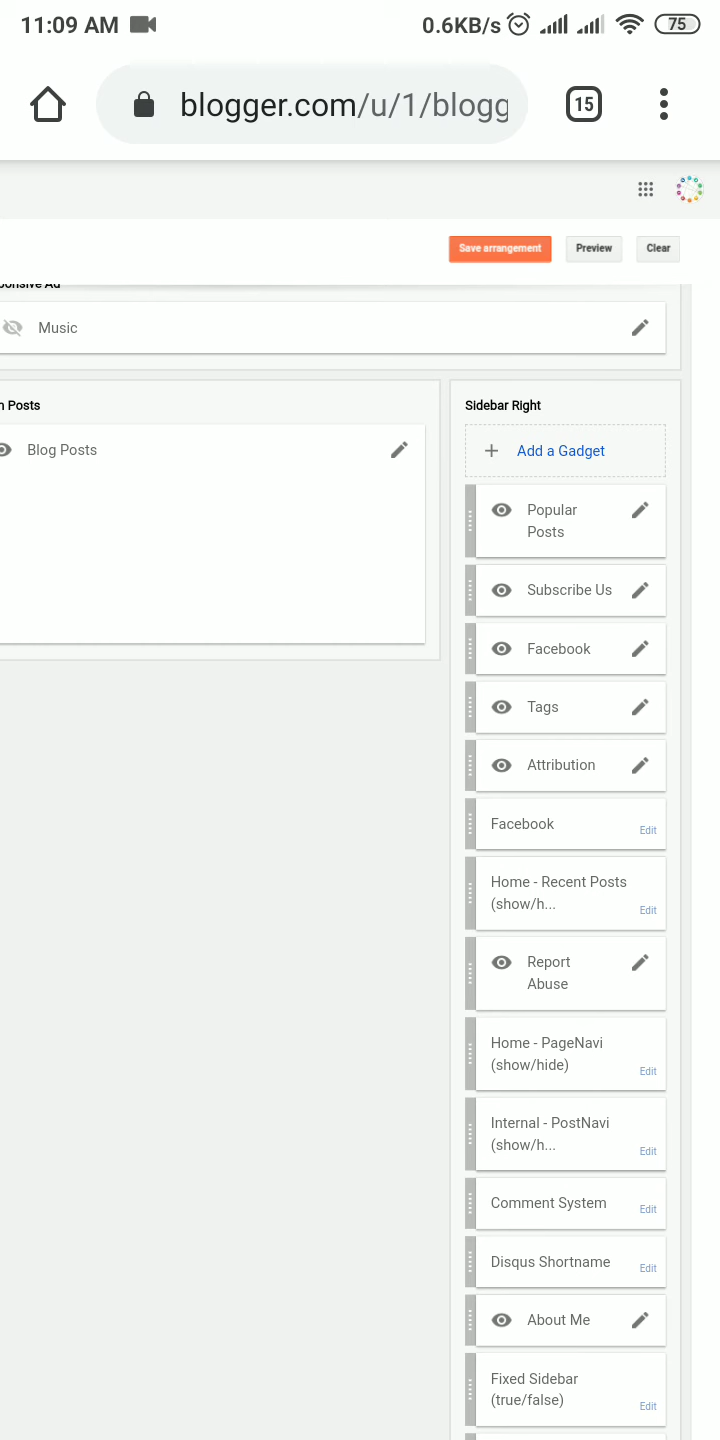 11:09 AM 0.6KB/s 75
blogger.com/u/1/blogg 15
Save arrangement Preview Clear
ponsive Ad
Music
n Posts
Blog Posts
Sidebar Right
+ Add a Gadget
Popular
Posts
Subscribe Us
Facebook
Tags
Attribution
Facebook
Edit
Home - Recent Posts
(show/h...
Edit
Report
Abuse
Home - PageNavi
(show/hide)
Edit
Internal - PostNavi
(show/h...
Edit
Comment System
Edit
Disqus Shortname
Edit
About Me
Fixed Sidebar
(true/false)
Edit